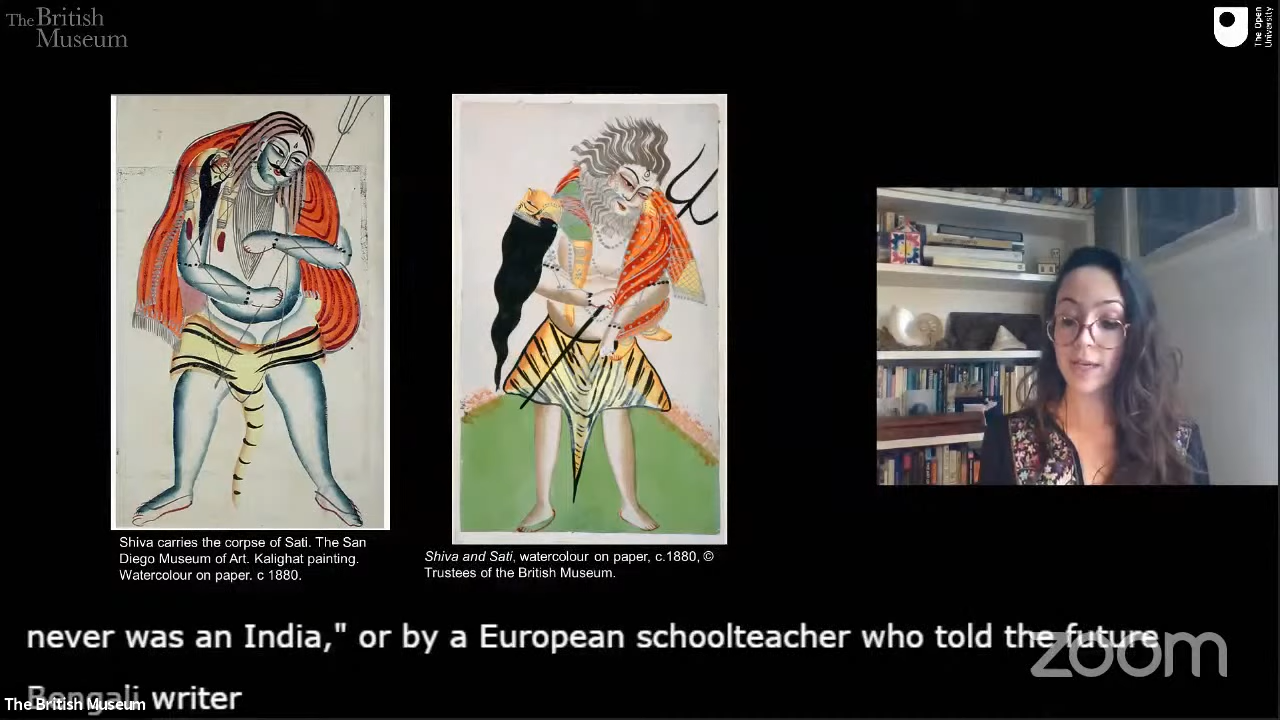 The British
Museum
The Open
University
Shiva carries the corpse of Sati. The San
Diego Museum of Art. Kalighat painting.
Watercolour on paper. c 1880.
Shiva and Sati, watercolour on paper, c.1880, ©
Trustees of the British Museum.
never was an India," or by a European schoolteacher who told the future
Bengali writer
zoom
The British Museum